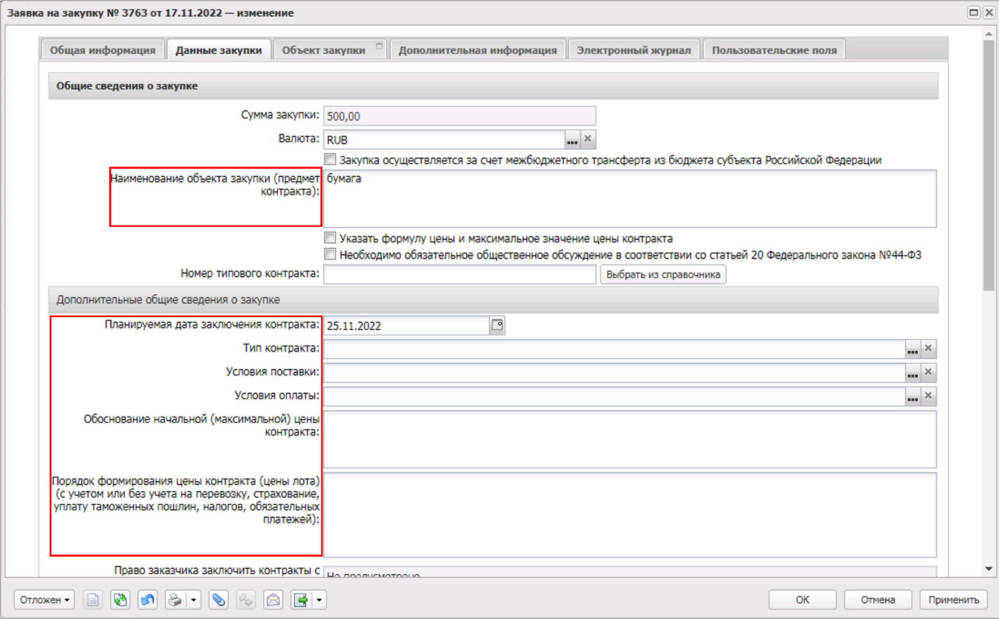 Заявка на закупку № 3763 от 17.11.2022 — изменение
Общая информация
Данные закупки
Объект закупки
Дополнительная информация
Электронный журнал
Пользовательские поля
Общие сведения о закупке
Сумма закупки: 500,00
Валюта: RUB
Закупка осуществляется за счет межбюджетного трансферта из бюджета субъекта Российской Федерации
Наименование объекта закупки (предмет
контракта):
бумага
Указать формулу цены и максимальное значение цены контракта
Необходимо обязательное общественное обсуждение в соответствии со статьей 20 Федерального закона №44-ФЗ
Номер типового контракта:
Выбрать из справочника
Дополнительные общие сведения о закупке
Планируемая дата заключения контракта: 25.11.2022
Тип контракта:
Условия поставки:
Условия оплаты:
Обоснование начальной (максимальной) цены
контракта:
Порядок формирования цены контракта (цены лота)
(с учетом или без учета на перевозку, страхование,
уплату таможенных пошлин, налогов, обязательных
платежей):
Право заказчика заключить контракты с
Не предусмотрено
Отложен
ОК
Отмена
Применить